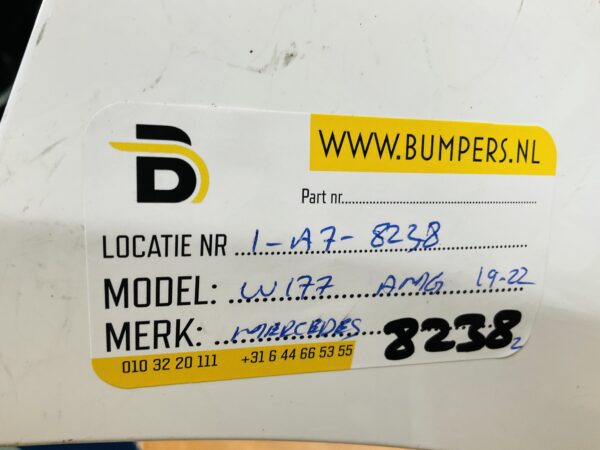 WWW.BUMPERS.NL
D
Part nr......
LOCATIE NR 1-A7-8238
MODEL: W177 AMG 19-22
MERK: MERCEDES 8238 2
010 32 20 111 +31 6 44 66 53 55